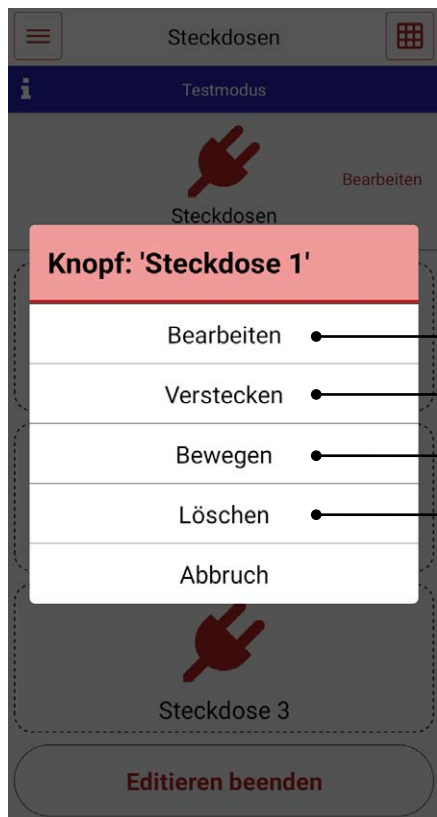 Steckdosen
i Testmodus
Steckdosen
Bearbeiten
Knopf: 'Steckdose 1'
Bearbeiten
Verstecken
Bewegen
Löschen
Abbruch
Steckdose 3
Editieren beenden